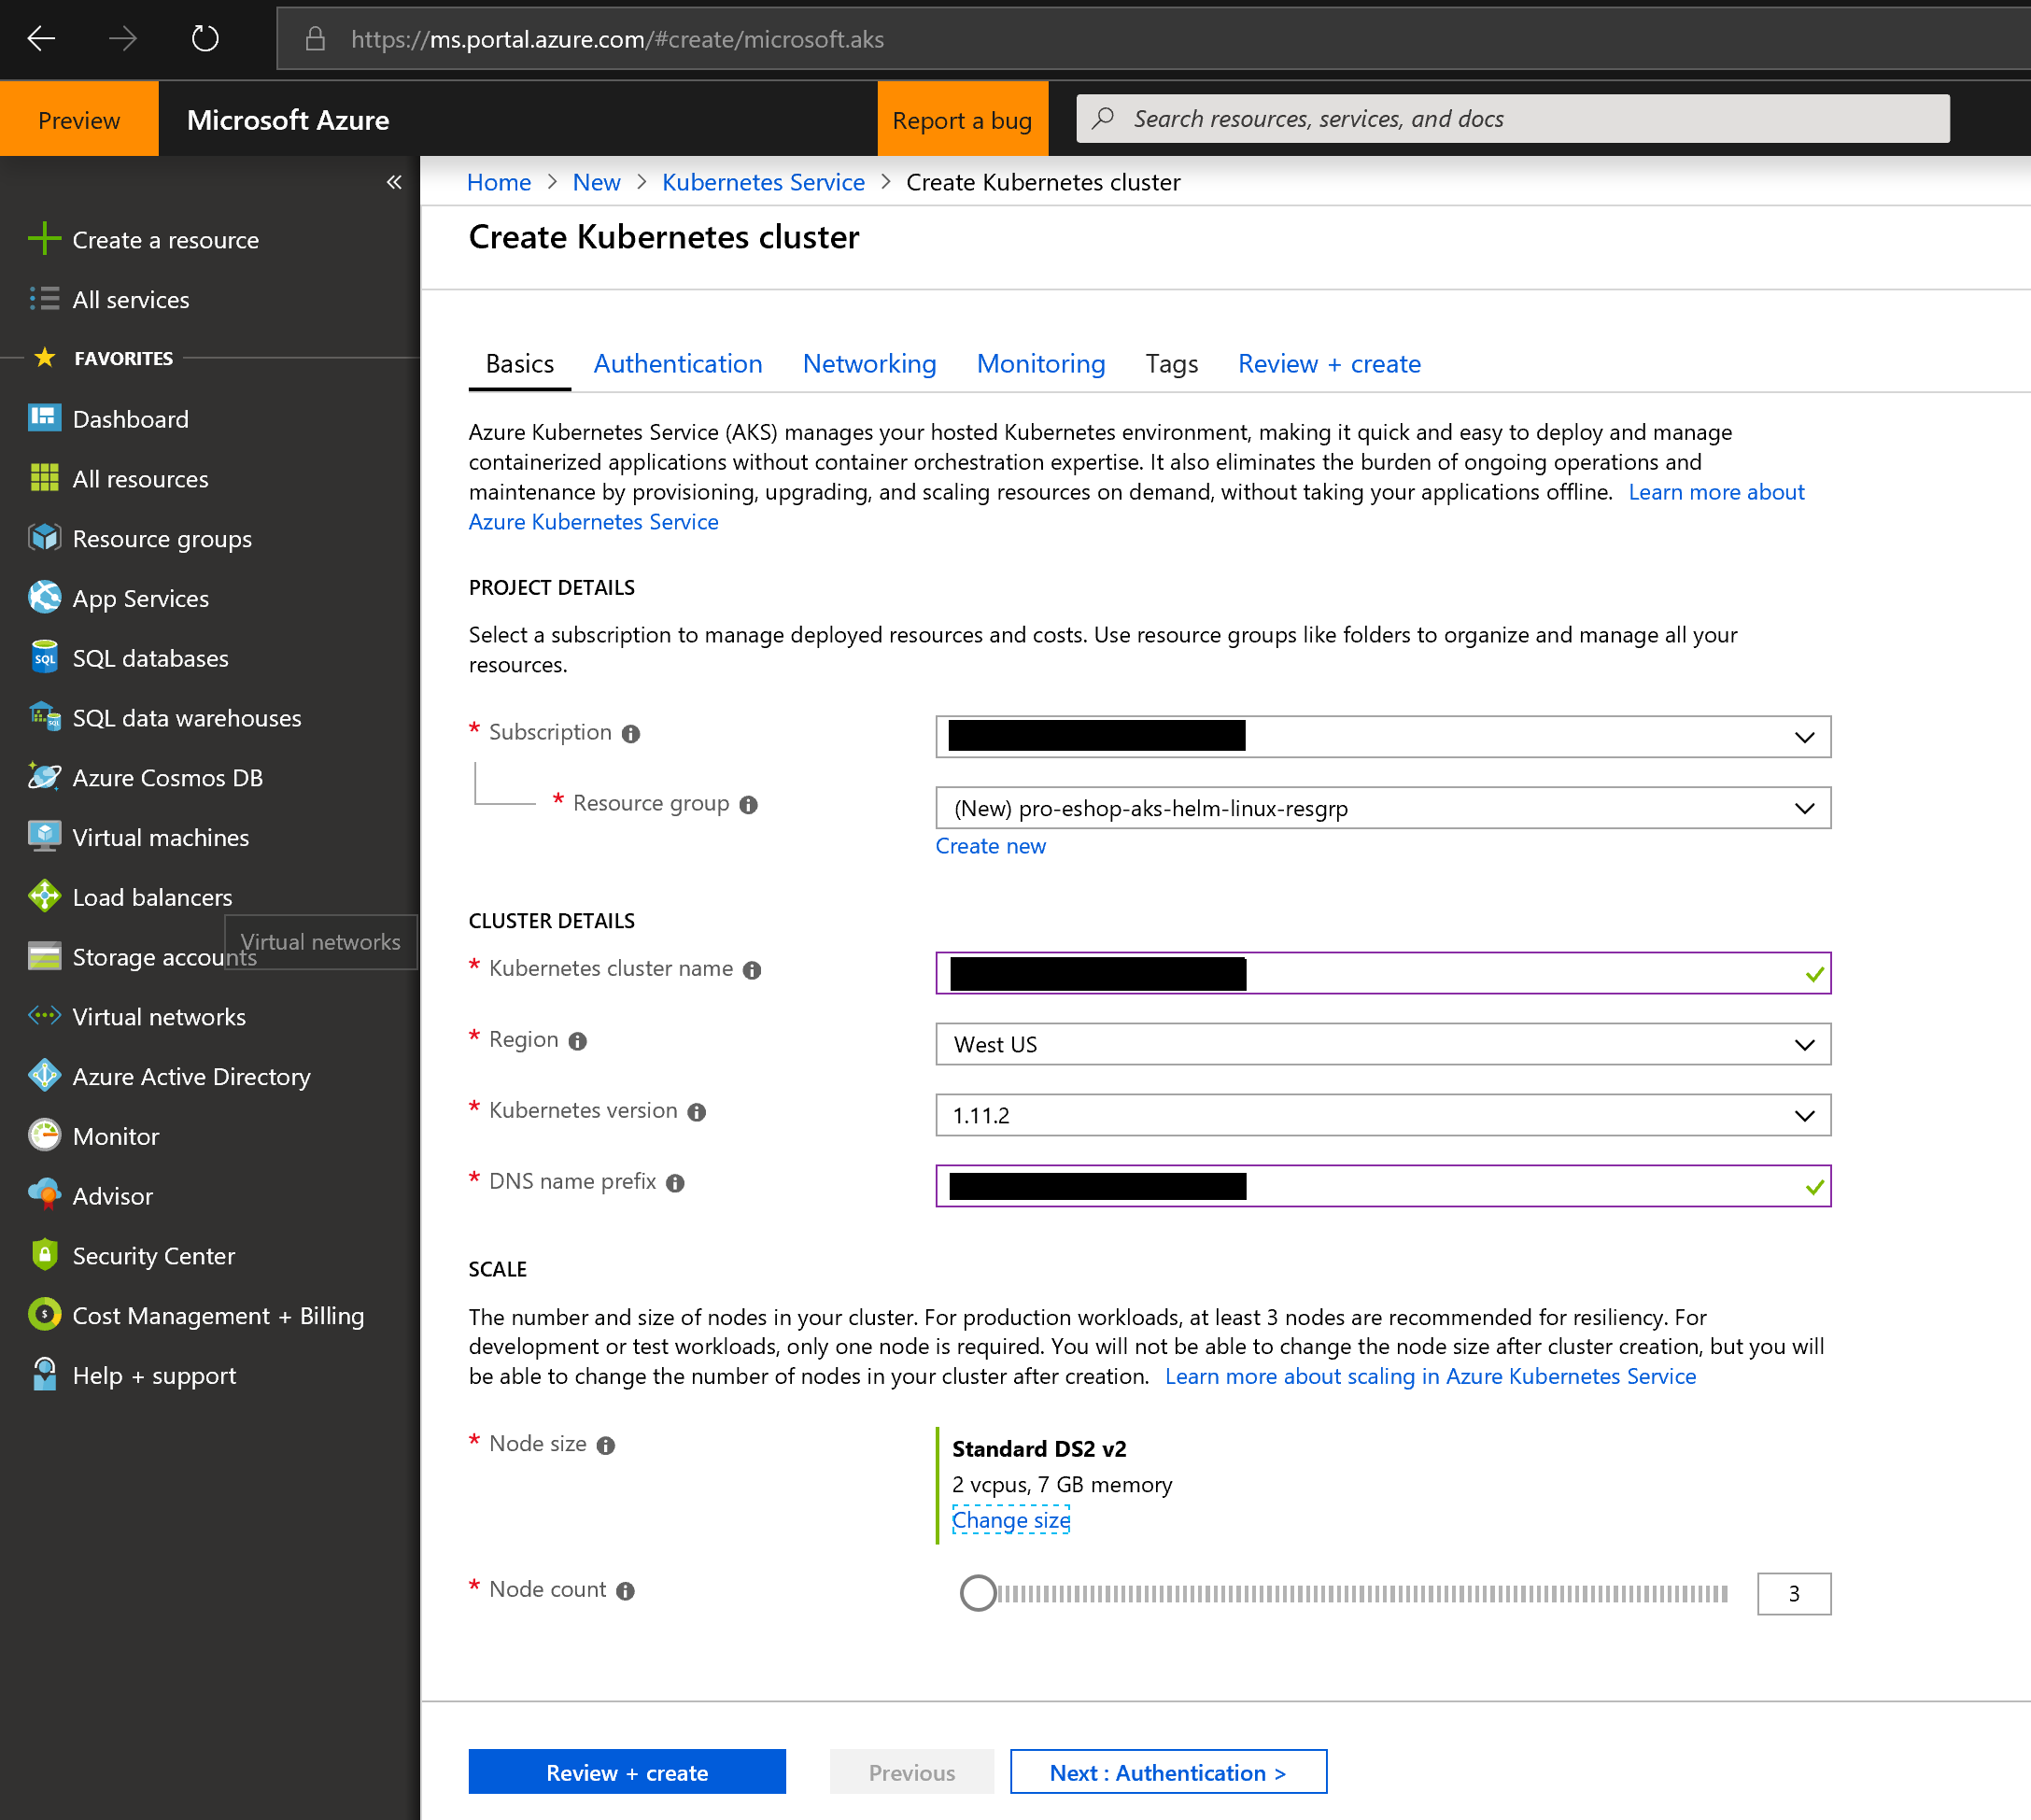 https://ms.portal.azure.com/#create/microsoft.aks
Preview
Microsoft Azure
Report a bug
Search resources, services, and docs
«
Home > New > Kubernetes Service > Create Kubernetes cluster
Create Kubernetes cluster
Create a resource
All services
FAVORITES
Dashboard
All resources
Resource groups
App Services
SQL databases
SQL data warehouses
Azure Cosmos DB
Virtual machines
Load balancers
Storage accounts
Virtual networks
Virtual networks
Azure Active Directory
Monitor
Advisor
Security Center
Cost Management + Billing
Help + support
Basics Authentication Networking Monitoring Tags Review + create
Azure Kubernetes Service (AKS) manages your hosted Kubernetes environment, making it quick and easy to deploy and manage
containerized applications without container orchestration expertise. It also eliminates the burden of ongoing operations and
maintenance by provisioning, upgrading, and scaling resources on demand, without taking your applications offline. Learn more about
Azure Kubernetes Service
PROJECT DETAILS
Select a subscription to manage deployed resources and costs. Use resource groups like folders to organize and manage all your
resources.
* Subscription
* Resource group
(New) pro-eshop-aks-helm-linux-resgrp
Create new
CLUSTER DETAILS
* Kubernetes cluster name
* Region
West US
* Kubernetes version
1.11.2
* DNS name prefix
SCALE
The number and size of nodes in your cluster. For production workloads, at least 3 nodes are recommended for resiliency. For
development or test workloads, only one node is required. You will not be able to change the node size after cluster creation, but you will
be able to change the number of nodes in your cluster after creation. Learn more about scaling in Azure Kubernetes Service
* Node size
Standard DS2 v2
2 vcpus, 7 GB memory
Change size
* Node count
3
Review + create
Previous
Next : Authentication >